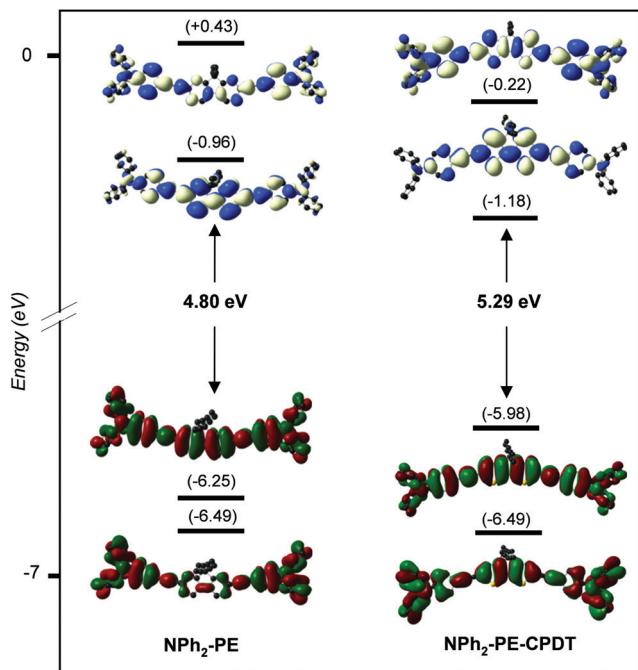 (+0.43)
(-0.22)
0
(-0.96)
(-1.18)
4.80 eV
5.29 eV
Energy (eV)
(-5.98)
(-6.25)
(-6.49)
(-6.49)
-7
NPh₂-PE
NPh₂-PE-CPDT